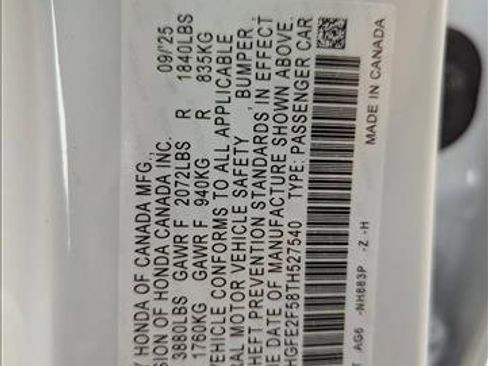 Y HONDA OF CANADA MFG.,
SION OF HONDA CANADA INC. 09/'25
3880LBS GAWR F 2072LBS R 1840LBS
1760KG GAWR F 940KG R 835KG
VEHICLE CONFORMS TO ALL APPLICABLE
RAL MOTOR VEHICLE SAFETY , BUMPER ,
HEFT PREVENTION STANDARDS IN EFFECT
HE DATE OF MANUFACTURE SHOWN ABOVE.
HGFE2F58TH527540 TYPE: PASSENGER CAR
T AG6 -NH883P -Z -H MADE IN CANADA